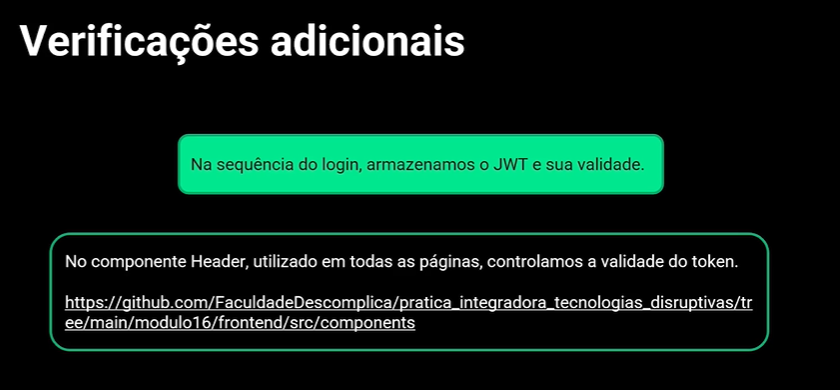 Verificações adicionais
Na sequência do login, armazenamos o JWT e sua validade.
No componente Header, utilizado em todas as páginas, controlamos a validade do token.
https://github.com/FaculdadeDescomplica/pratica_integradora_tecnologias_disruptivas/tr
ee/main/modulo16/frontend/src/components